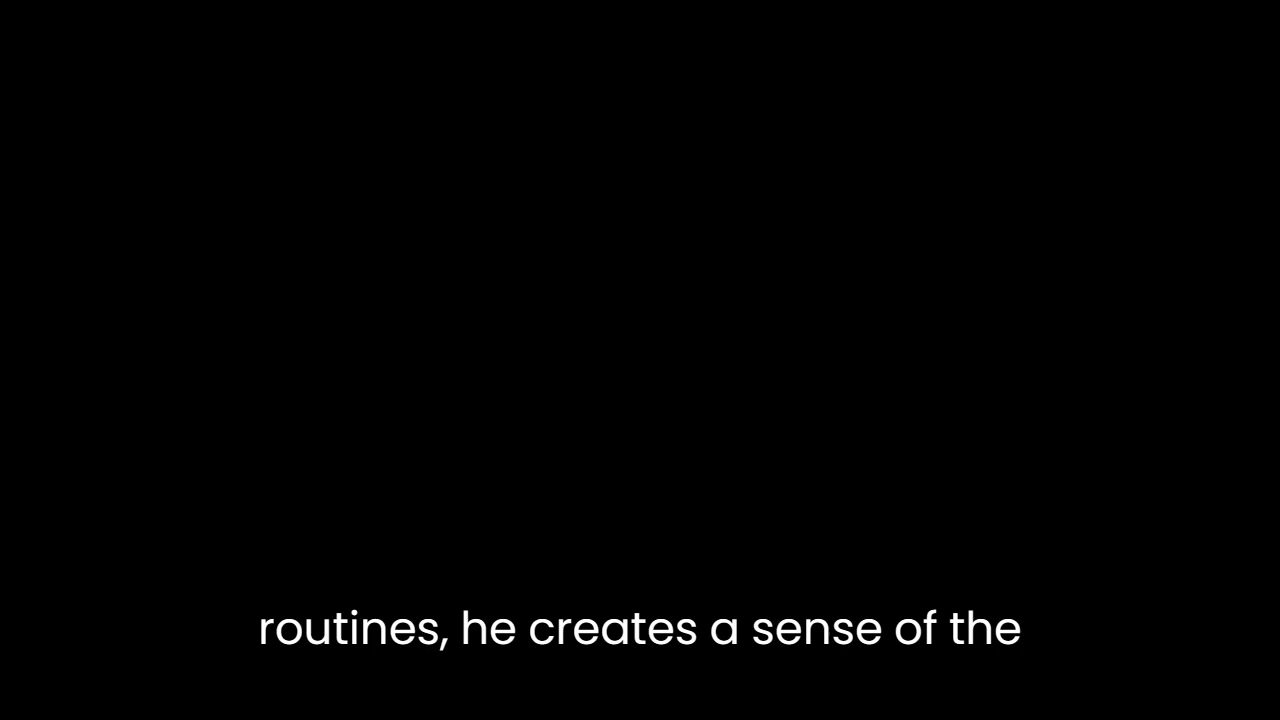 routines, he creates a sense of the